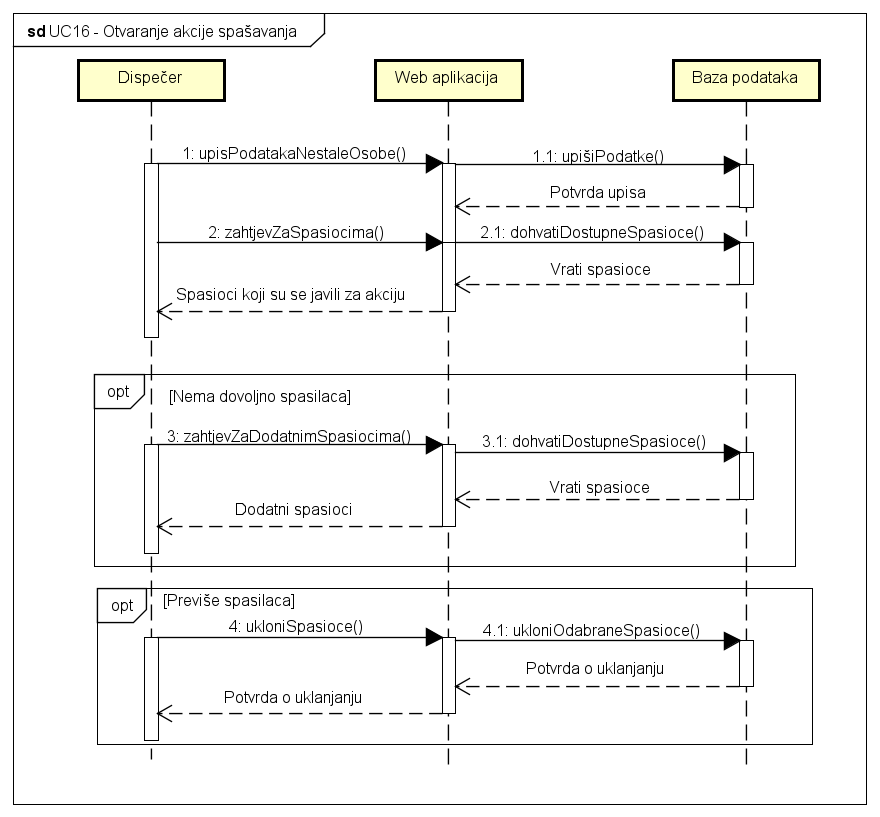 sd UC16 - Otvaranje akcije spašavanja
Dispečer
Web aplikacija
Baza podataka
1: upisPodatakaNestaleOsobe()
1.1: upišiPodatke()
Potvrda upisa
2: zahtjevZaSpasiocima()
2.1: dohvatiDostupneSpasioce()
Vrati spasioce
Spasioci koji su se javili za akciju
opt
[Nema dovoljno spasilaca]
3: zahtjevZaDodatnimSpasiocima()
3.1: dohvatiDostupneSpasioce()
Vrati spasioce
Dodatni spasioci
opt
[Previše spasilaca]
4: ukloniSpasioce()
4.1: ukloniOdabraneSpasioce()
Potvrda o uklanjanju
Potvrda o uklanjanju